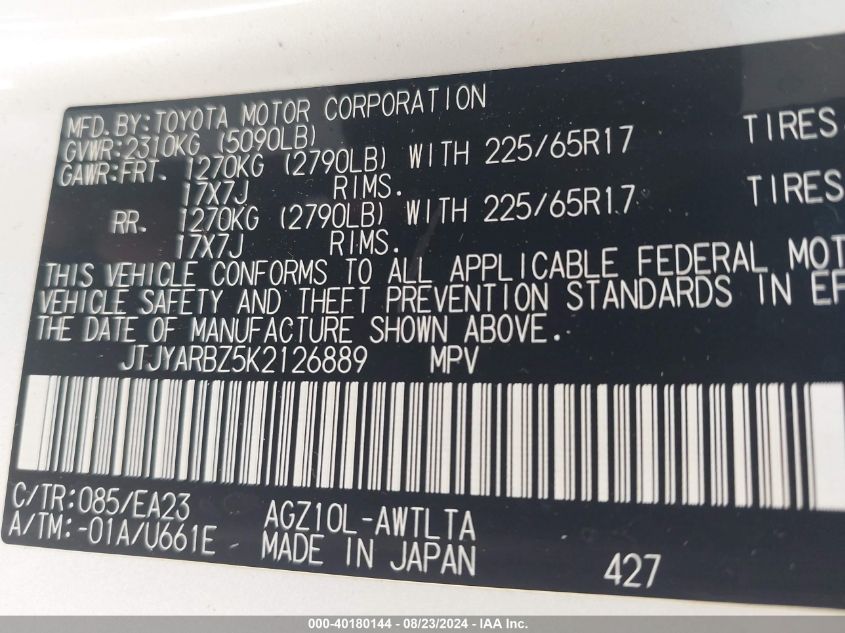 MFD. BY: TOYOTA MOTOR CORPORATION
GVWR: 2310KG (5090LB)
GAWR: FRT. 1270KG (2790LB) WITH 225/65R17 TIRES
17X7J RIMS.
RR. 1270KG (2790LB) WITH 225/65R17 TIRES
17X7J RIMS.
THIS VEHICLE CONFORMS TO ALL APPLICABLE FEDERAL MOT
VEHICLE SAFETY AND THEFT PREVENTION STANDARDS IN EF
THE DATE OF MANUFACTURE SHOWN ABOVE.
JTJYARBZ5K2126889 MPV
C/TR: 085/EA23 AGZ10L-AWTLTA
A/TM: -01A/U661E MADE IN JAPAN 427
000-40180144 - 08/23/2024 - IAA Inc.